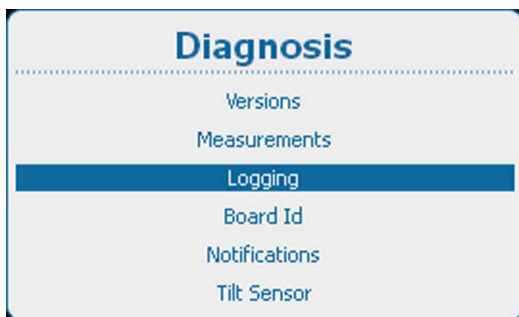 Diagnosis
Versions
Measurements
Logging
Board Id
Notifications
Tilt Sensor